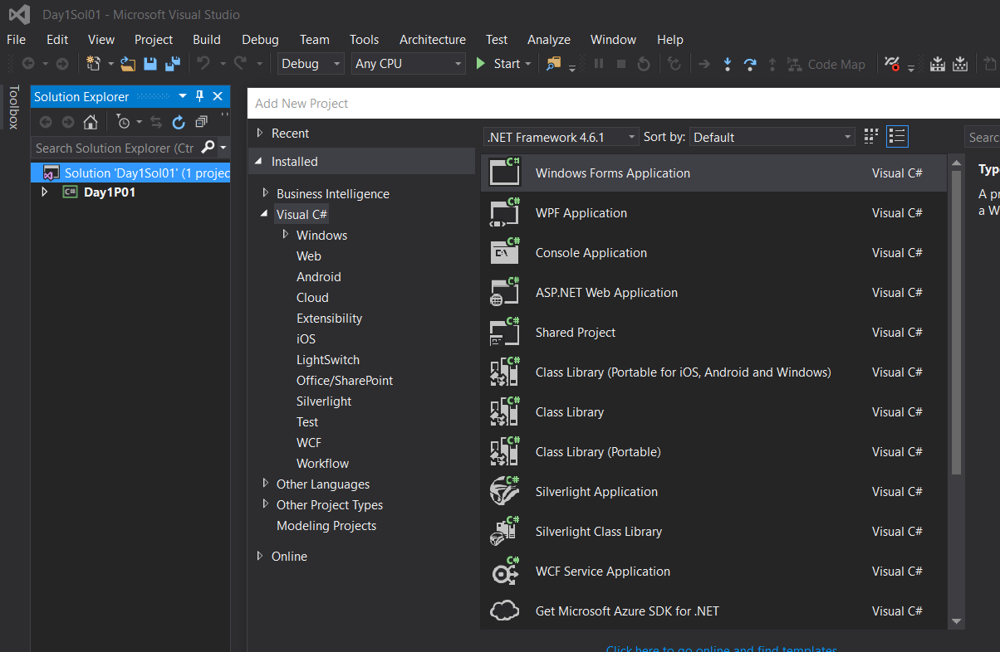 Day1Sol01 - Microsoft Visual Studio
File Edit View Project Build Debug Team Tools Architecture Test Analyze Window Help
Debug Any CPU Start Code Map
Toolbox
Solution Explorer
Search Solution Explorer (Ctr
Solution 'Day1Sol01' (1 projec
C# Day1P01
Add New Project
Recent
Installed
Business Intelligence
Visual C#
Windows
Web
Android
Cloud
Extensibility
iOS
LightSwitch
Office/SharePoint
Silverlight
Test
WCF
Workflow
Other Languages
Other Project Types
Modeling Projects
Online
.NET Framework 4.6.1 Sort by: Default Searc
C# Windows Forms Application Visual C#
C# WPF Application Visual C#
C# Console Application Visual C#
C# ASP.NET Web Application Visual C#
C# Shared Project Visual C#
C# Class Library (Portable for iOS, Android and Windows) Visual C#
C# Class Library Visual C#
C# Class Library (Portable) Visual C#
C# Silverlight Application Visual C#
C# Silverlight Class Library Visual C#
C# WCF Service Application Visual C#
Get Microsoft Azure SDK for .NET Visual C#
Click here to go online and find templates.
Typ
A pr
a W